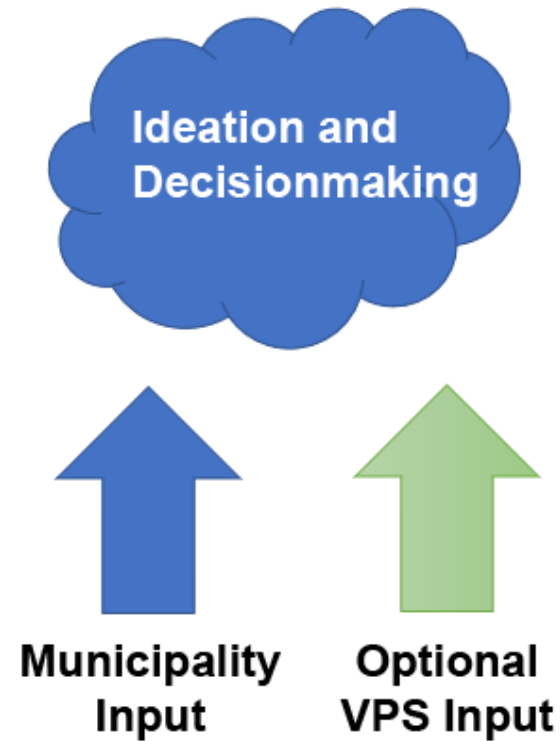 Ideation and
Decisionmaking
Municipality
Input
Optional
VPS Input